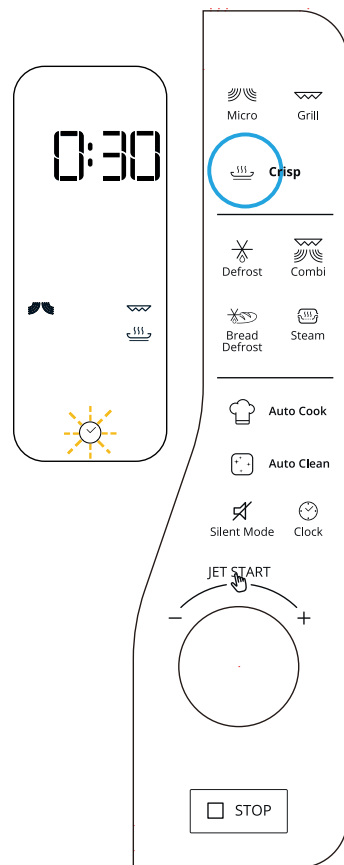 0:30
Micro Grill
Crisp
Defrost Combi
Bread Steam
Defrost
Auto Cook
Auto Clean
Silent Mode Clock
JET START
− +
STOP